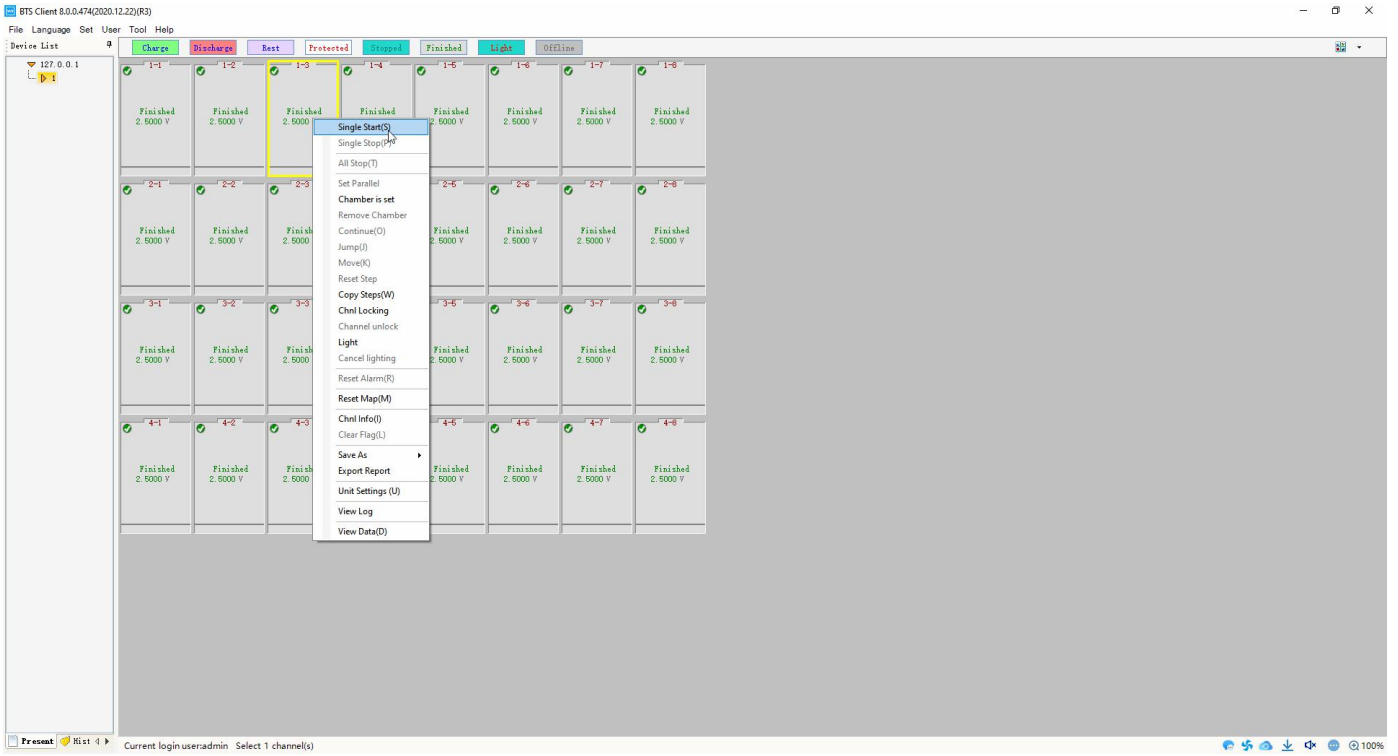 BTS Client 8.0.0.474(2020.12.22)(R3)
File Language Set User Tool Help
Device List
Charge Discharge Rest Protected Stopped Finished Light Offline
127.0.0.1
1
1-1 1-2 1-3 1-4 1-5 1-6 1-7 1-8
Finished Finished Finished Finished Finished Finished Finished Finished
2.5000 V 2.5000 V 2.5000 2.5000 V 2.5000 V 2.5000 V 2.5000 V
2-1 2-2 2-3 2-5 2-6 2-7 2-8
Finished Finished Finish Finished Finished Finished Finished
2.5000 V 2.5000 V 2.5000 2.5000 V 2.5000 V 2.5000 V 2.5000 V
3-1 3-2 3-3 3-5 3-6 3-7 3-8
Finished Finished Finish Finished Finished Finished Finished
2.5000 V 2.5000 V 2.5000 2.5000 V 2.5000 V 2.5000 V 2.5000 V
4-1 4-2 4-3 4-5 4-6 4-7 4-8
Finished Finished Finish Finished Finished Finished Finished
2.5000 V 2.5000 V 2.5000 2.5000 V 2.5000 V 2.5000 V 2.5000 V
Single Start(S)
Single Stop(P)
All Stop(T)
Set Parallel
Chamber is set
Remove Chamber
Continue(O)
Jump(J)
Move(K)
Reset Step
Copy Steps(W)
Chnl Locking
Channel unlock
Light
Cancel lighting
Reset Alarm(R)
Reset Map(M)
Chnl Info(I)
Clear Flag(L)
Save As
Export Report
Unit Settings (U)
View Log
View Data(D)
Present Hist
Current login user:admin Select 1 channel(s)
100%